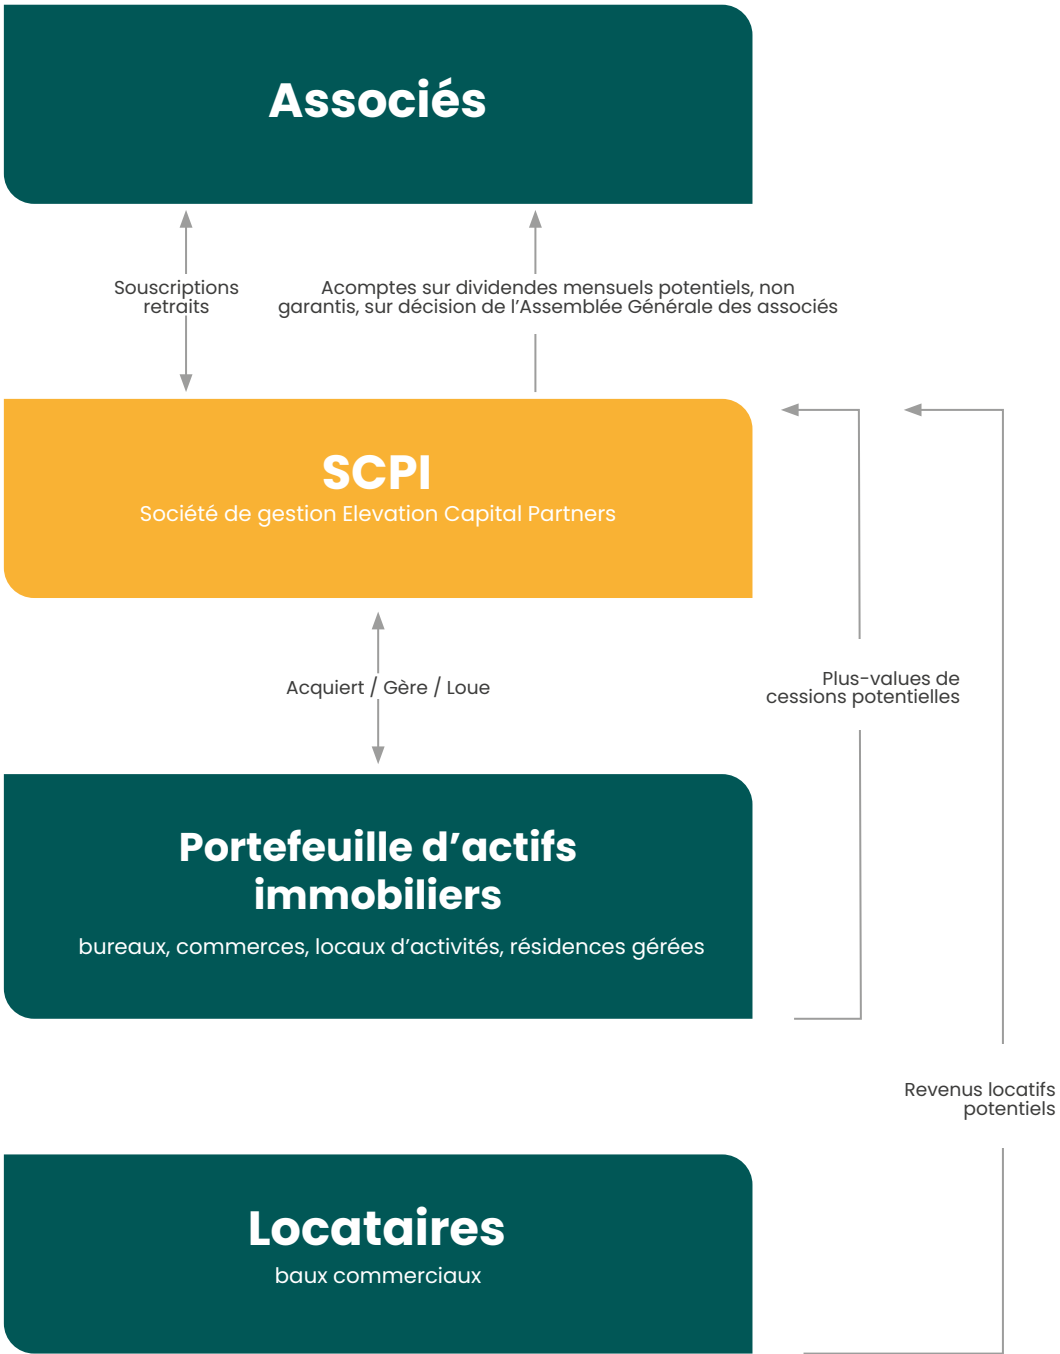 Associés
Souscriptions
retraits
Acomptes sur dividendes mensuels potentiels, non
garantis, sur décision de l’Assemblée Générale des associés
SCPI
Société de gestion Elevation Capital Partners
Acquiert / Gère / Loue
Plus-values de
cessions potentielles
Portefeuille d’actifs
immobiliers
bureaux, commerces, locaux d’activités, résidences gérées
Revenus locatifs
potentiels
Locataires
baux commerciaux